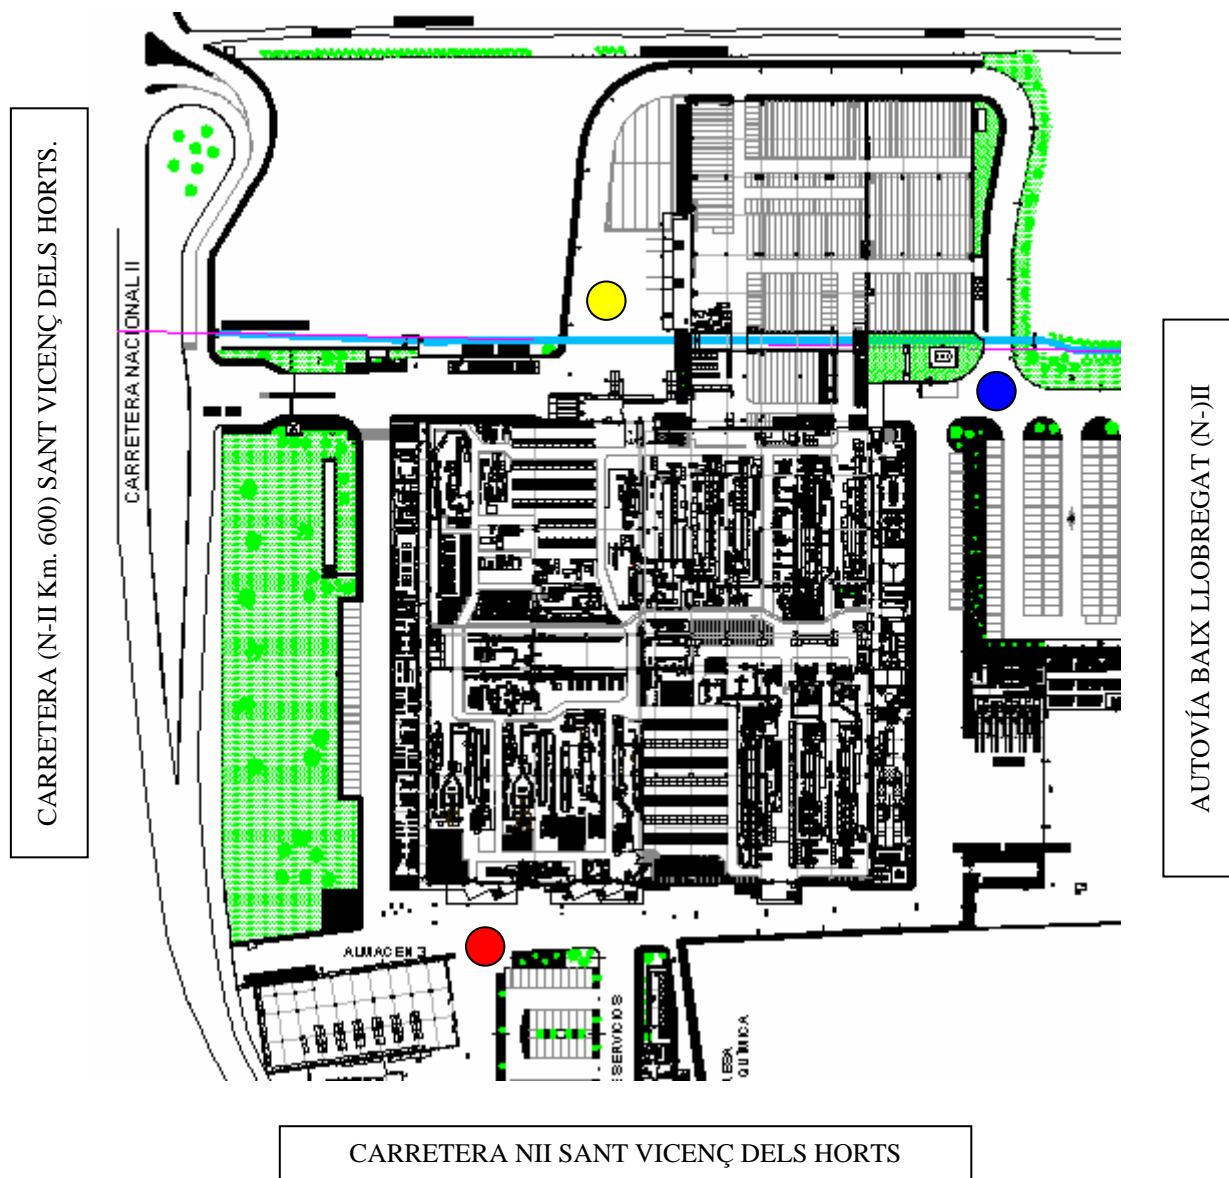 CARRETERA (N-II Km. 600) SANT VICENÇ DELS HORTS.
CARRETERA NACIONAL II
AUTOVÍA BAIX LLOBREGAT (N-)II
ALMACEN 3
SERVICIOS
QUÍMICA
CARRETERA NII SANT VICENÇ DELS HORTS